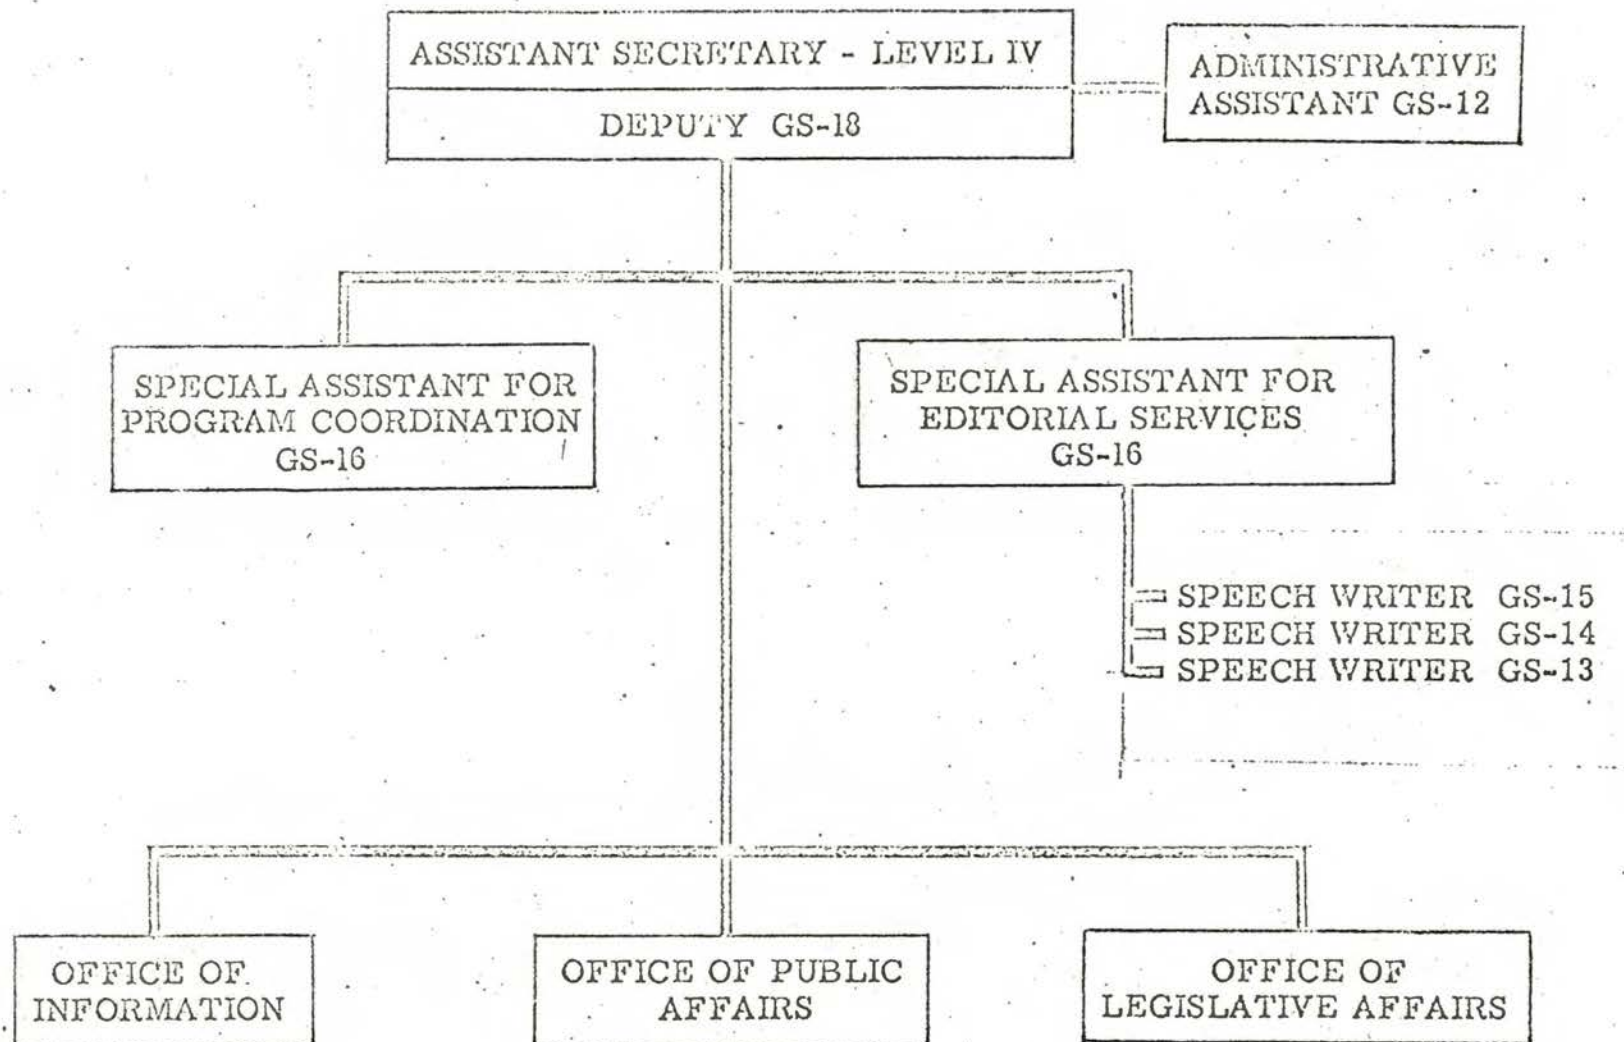 ASSISTANT SECRETARY - LEVEL IV
DEPUTY GS-18
ADMINISTRATIVE
ASSISTANT GS-12
SPECIAL ASSISTANT FOR
PROGRAM COORDINATION
GS-16
SPECIAL ASSISTANT FOR
EDITORIAL SERVICES
GS-16
SPEECH WRITER GS-15
SPEECH WRITER GS-14
SPEECH WRITER GS-13
OFFICE OF
INFORMATION
OFFICE OF PUBLIC
AFFAIRS
OFFICE OF
LEGISLATIVE AFFAIRS